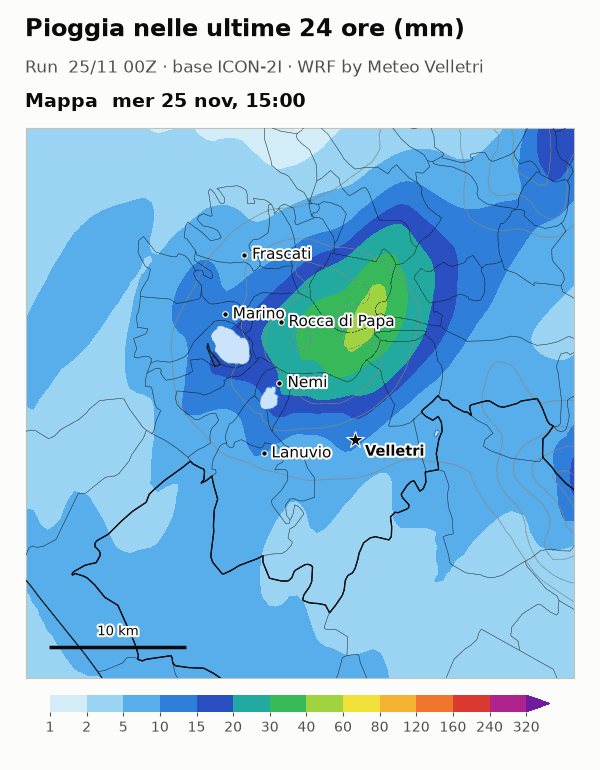 Pioggia nelle ultime 24 ore (mm)
Run  25/11 00Z · base ICON-2I · WRF by Meteo Velletri
Mappa  mer 25 nov, 15:00
Frascati
Marino
Rocca di Papa
Nemi
Velletri
Lanuvio
10 km
1 2 5 10 15 20 30 40 60 80 120 160 240 320